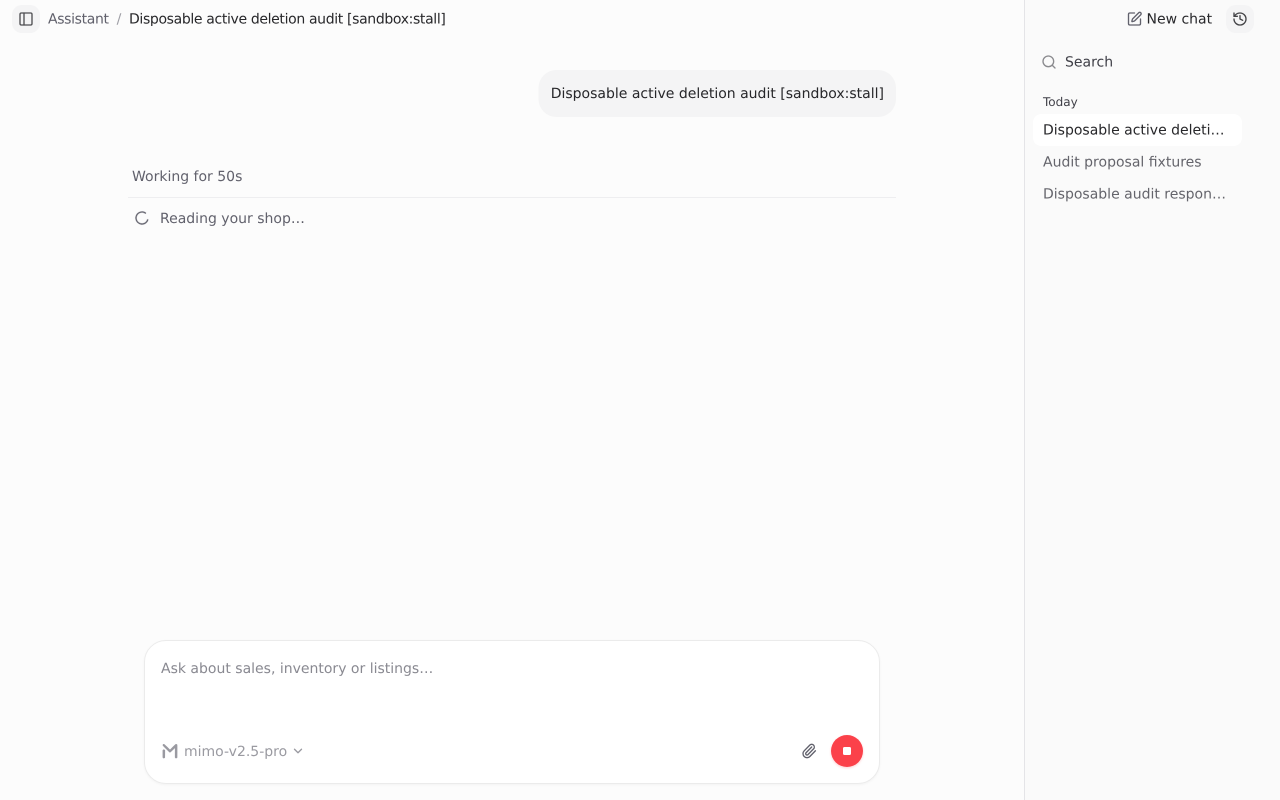 Assistant / Disposable active deletion audit [sandbox:stall]
New chat
Search
Today
Disposable active deleti...
Audit proposal fixtures
Disposable audit respon...
Disposable active deletion audit [sandbox:stall]
Working for 50s
Reading your shop...
Ask about sales, inventory or listings...
mimo-v2.5-pro